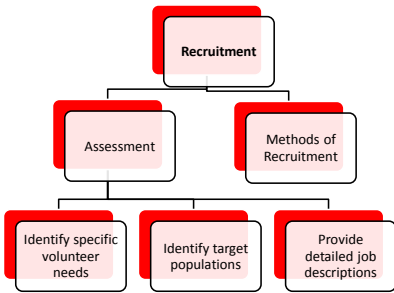 Recruitment
Assessment
Methods of
Recruitment
Identify specific
volunteer
needs
Identify target
populations
Provide
detailed job
descriptions